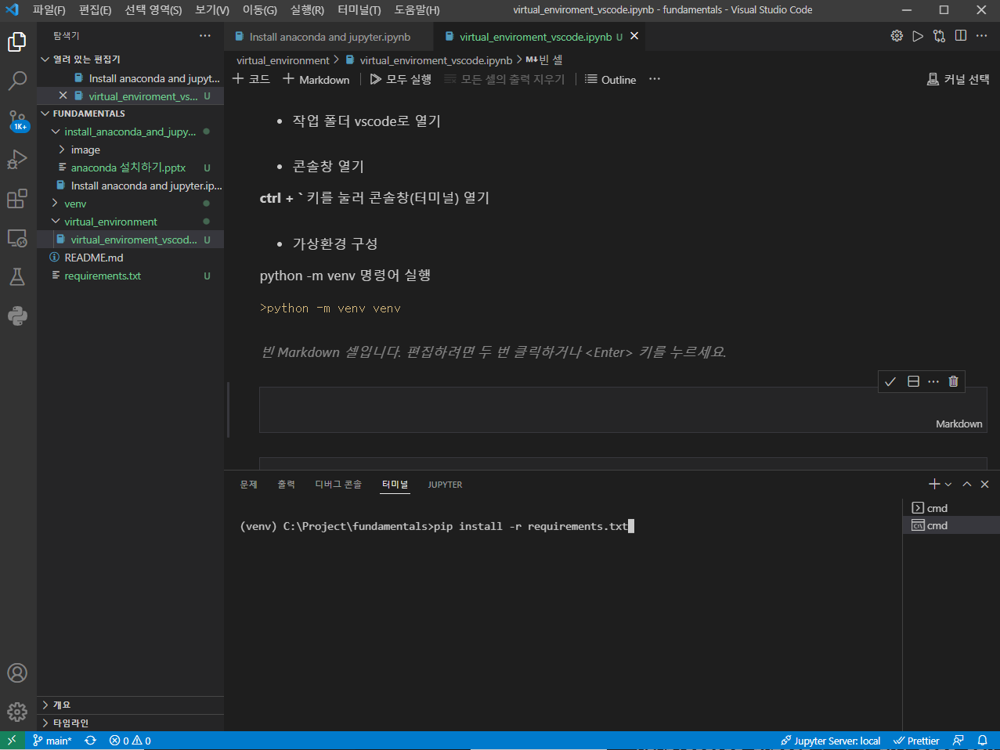 파일(F) 편집(E) 선택 영역(S) 보기(V) 이동(G) 실행(R) 터미널(T) 도움말(H) virtual_enviroment_vscode.ipynb - fundamentals - Visual Studio Code
탐색기
Install anaconda and jupyter.ipynb virtual_enviroment_vscode.ipynb U
열려 있는 편집기
virtual_environment > virtual_enviroment_vscode.ipynb > M↓빈 셀
Install anaconda and jupyt...
코드 Markdown 모두 실행 모든 셀의 출력 지우기 Outline 커널 선택
virtual_enviroment_vs... U
FUNDAMENTALS
install_anaconda_and_jupy...
image
anaconda 설치하기.pptx U
Install anaconda and jupyter.ip...
venv
virtual_environment
virtual_enviroment_vscod... U
README.md
requirements.txt U
1K+
개요
타임라인
• 작업 폴더 vscode로 열기
• 콘솔창 열기
ctrl + ` 키를 눌러 콘솔창(터미널) 열기
• 가상환경 구성
python -m venv 명령어 실행
>python -m venv venv
빈 Markdown 셀입니다. 편집하려면 두 번 클릭하거나 <Enter> 키를 누르세요.
Markdown
문제 출력 디버그 콘솔 터미널 JUPYTER
(venv) C:\Project\fundamentals>pip install -r requirements.txt
cmd
cmd
main* 0 0 Jupyter Server: local Prettier